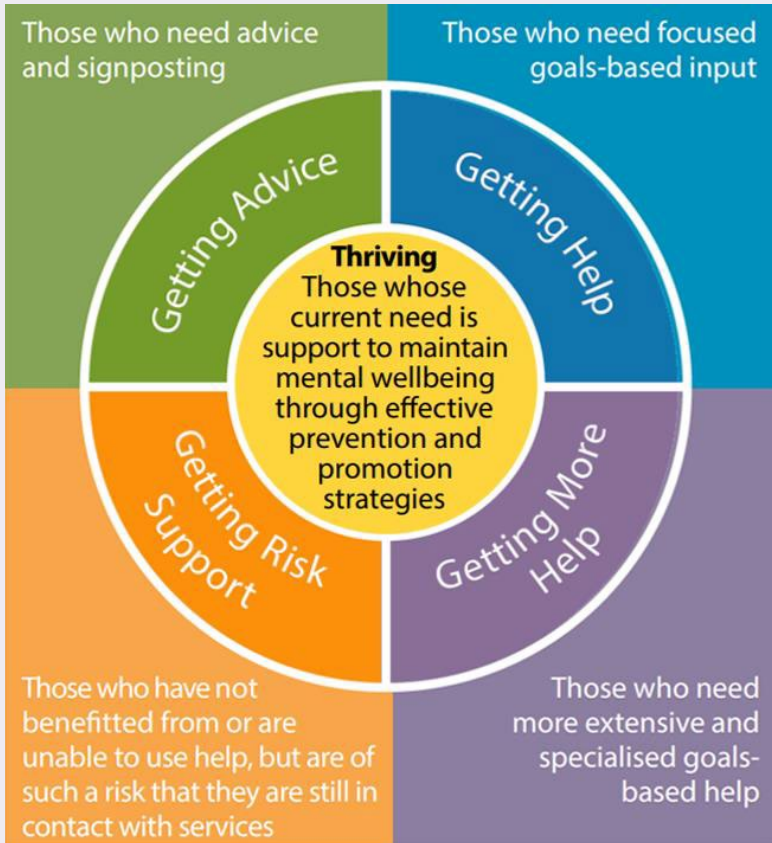 Those who need advice
and signposting
Those who need focused
goals-based input
Getting Advice
Getting Help
Thriving
Those whose
current need is
support to maintain
mental wellbeing
through effective
prevention and
promotion
strategies
Getting Risk
Support
Getting More
Help
Those who have not
benefitted from or are
unable to use help, but are of
such a risk that they are still in
contact with services
Those who need
more extensive and
specialised goals-
based help